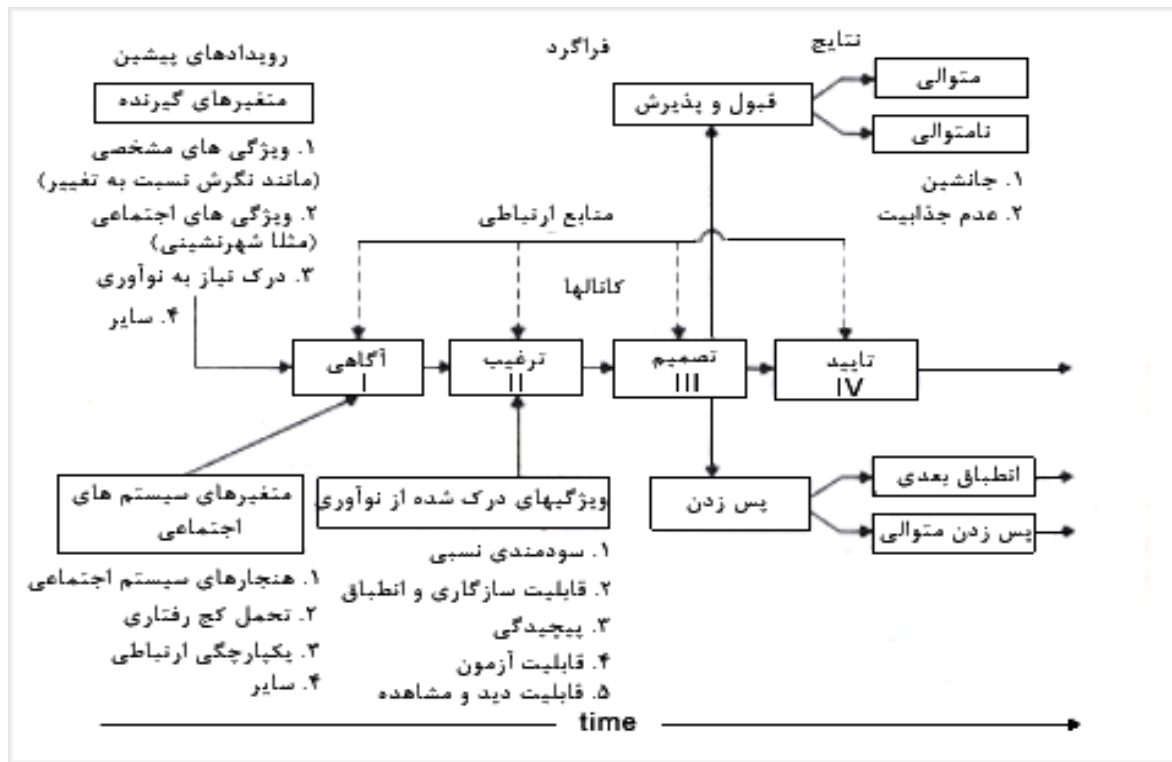 رویدادهای پیشین
فراگرد
نتایج
متغیرهای گیرنده
۱. ویژگی های مشخصی
(مانند نگرش نسبت به تغییر)
۲. ویژگی های اجتماعی
(مثلا شهرنشینی)
۳. درک نیاز به نوآوری
۴. سایر
قبول و پذیرش
متوالی
نامتوالی
۱. جانشین
۲. عدم جذابیت
منابع ارتباطی
کانالها
آگاهی
I
ترغیب
II
تصمیم
III
تایید
IV
متغیرهای سیستم های
اجتماعی
۱. هنجارهای سیستم اجتماعی
۲. تحمل کج رفتاری
۳. یکپارچگی ارتباطی
۴. سایر
ویژگیهای درک شده از نوآوری
۱. سودمندی نسبی
۲. قابلیت سازگاری و انطباق
۳. پیچیدگی
۴. قابلیت آزمون
۵. قابلیت دید و مشاهده
پس زدن
انطباق بعدی
پس زدن متوالی
time